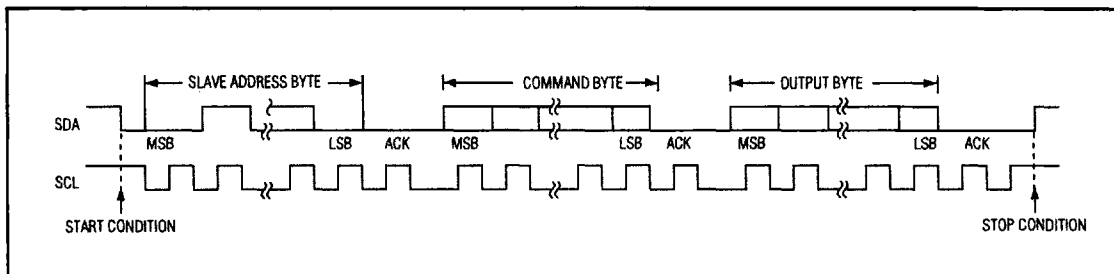 SLAVE ADDRESS BYTE COMMAND BYTE OUTPUT BYTE
SDA
MSB LSB ACK MSB LSB ACK MSB LSB ACK
SCL
START CONDITION STOP CONDITION